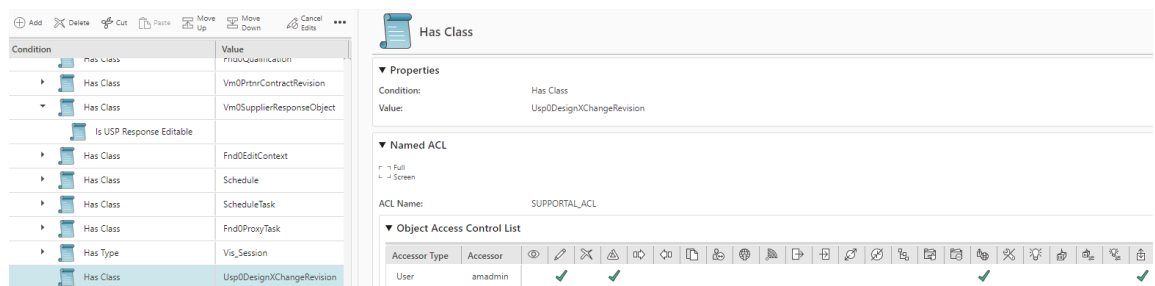 Add Delete Cut Paste Move Up Move Down Cancel Edits
Condition Value
Has Class Fnd0Qualification
Has Class Vm0PrtnrContractRevision
Has Class Vm0SupplierResponseObject
Is USP Response Editable
Has Class Fnd0EditContext
Has Class Schedule
Has Class ScheduleTask
Has Class Fnd0ProxyTask
Has Type Vis_Session
Has Class Usp0DesignXChangeRevision
Has Class
Properties
Condition: Has Class
Value: Usp0DesignXChangeRevision
Named ACL
Full
Screen
ACL Name: SUPPORTAL_ACL
Object Access Control List
Accessor Type Accessor
User amadmin